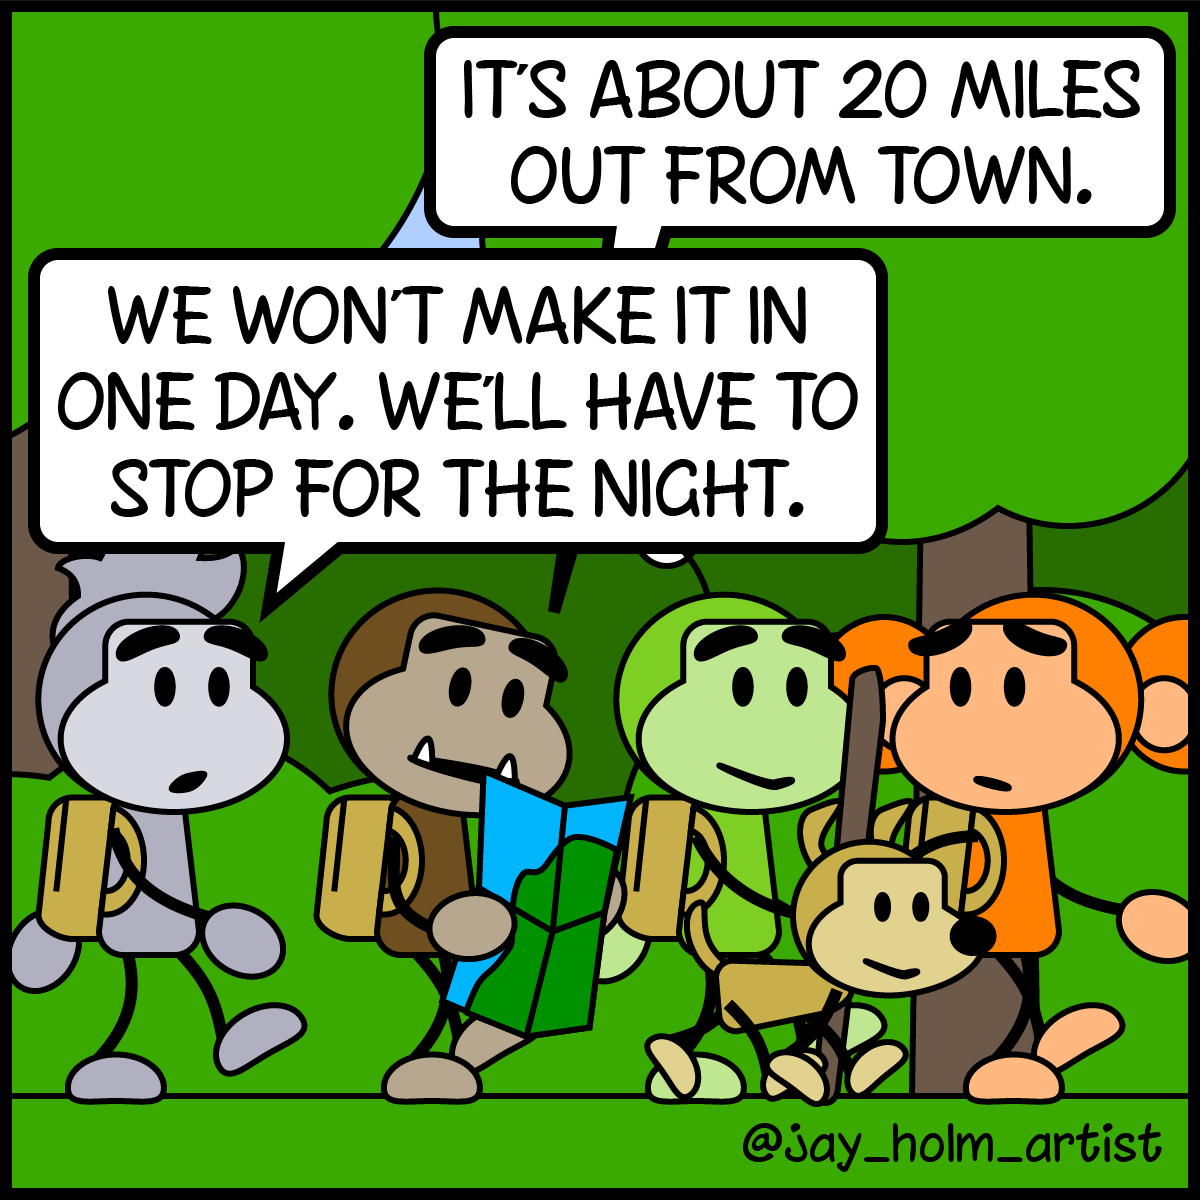 IT'S ABOUT 20 MILES
OUT FROM TOWN.
WE WON'T MAKE IT IN
ONE DAY. WE'LL HAVE TO
STOP FOR THE NIGHT.
@jay_holm_artist